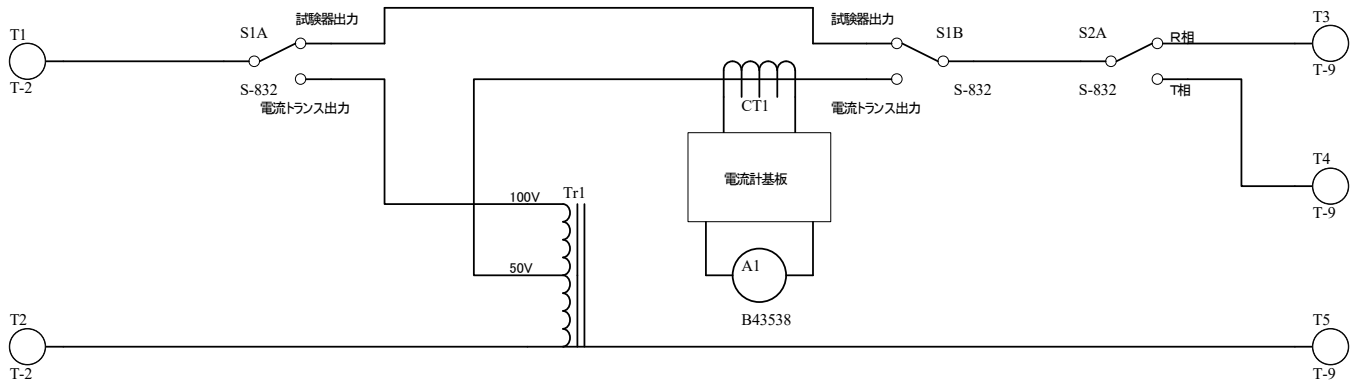 T1
T-2
S1A
試験器出力
S-832
電流トランス出力
試験器出力
S1B
S-832
電流トランス出力
S2A
S-832
R相
T相
T3
T-9
T4
T-9
CT1
電流計基板
A1
B43538
Tr1
100V
50V
T2
T-2
T5
T-9